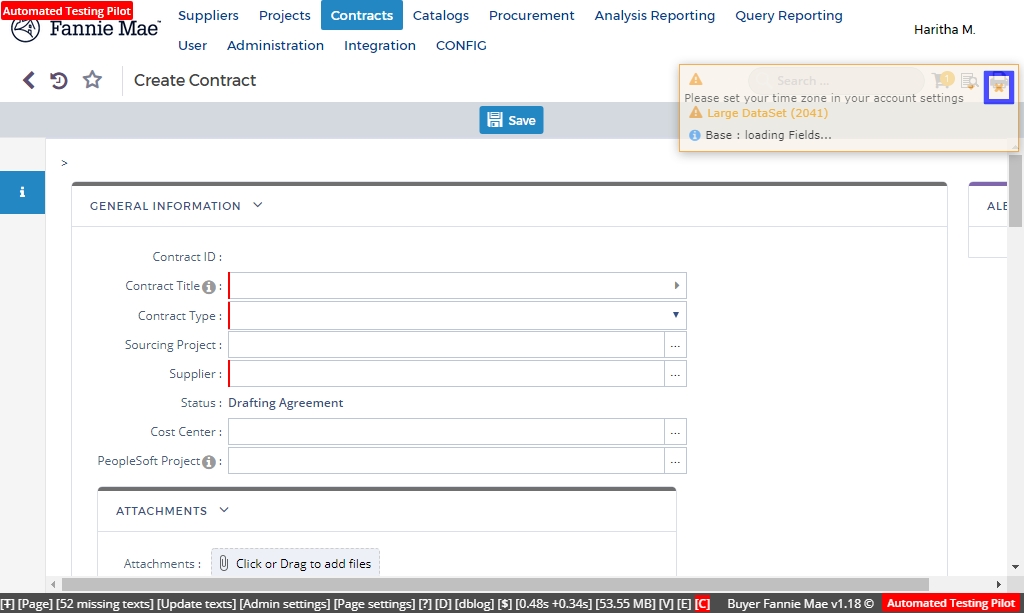 Automated Testing Pilot
Fannie Mae™
Suppliers Projects Contracts Catalogs Procurement Analysis Reporting Query Reporting
User Administration Integration CONFIG
Haritha M.
Create Contract
Search ...
1
Please set your time zone in your account settings
Large DataSet (2041)
Base : loading Fields...
Save
>
i
GENERAL INFORMATION
ALE
Contract ID :
Contract Title i :
Contract Type :
Sourcing Project : ...
Supplier : ...
Status : Drafting Agreement
Cost Center : ...
PeopleSoft Project i : ...
ATTACHMENTS
Attachments : Click or Drag to add files
[Ŧ] [Page] [52 missing texts] [Update texts] [Admin settings] [Page settings] [?] [D] [dblog] [$] [0.48s +0.34s] [53.55 MB] [V] [E] [C] Buyer Fannie Mae v1.18 © Automated Testing Pilot